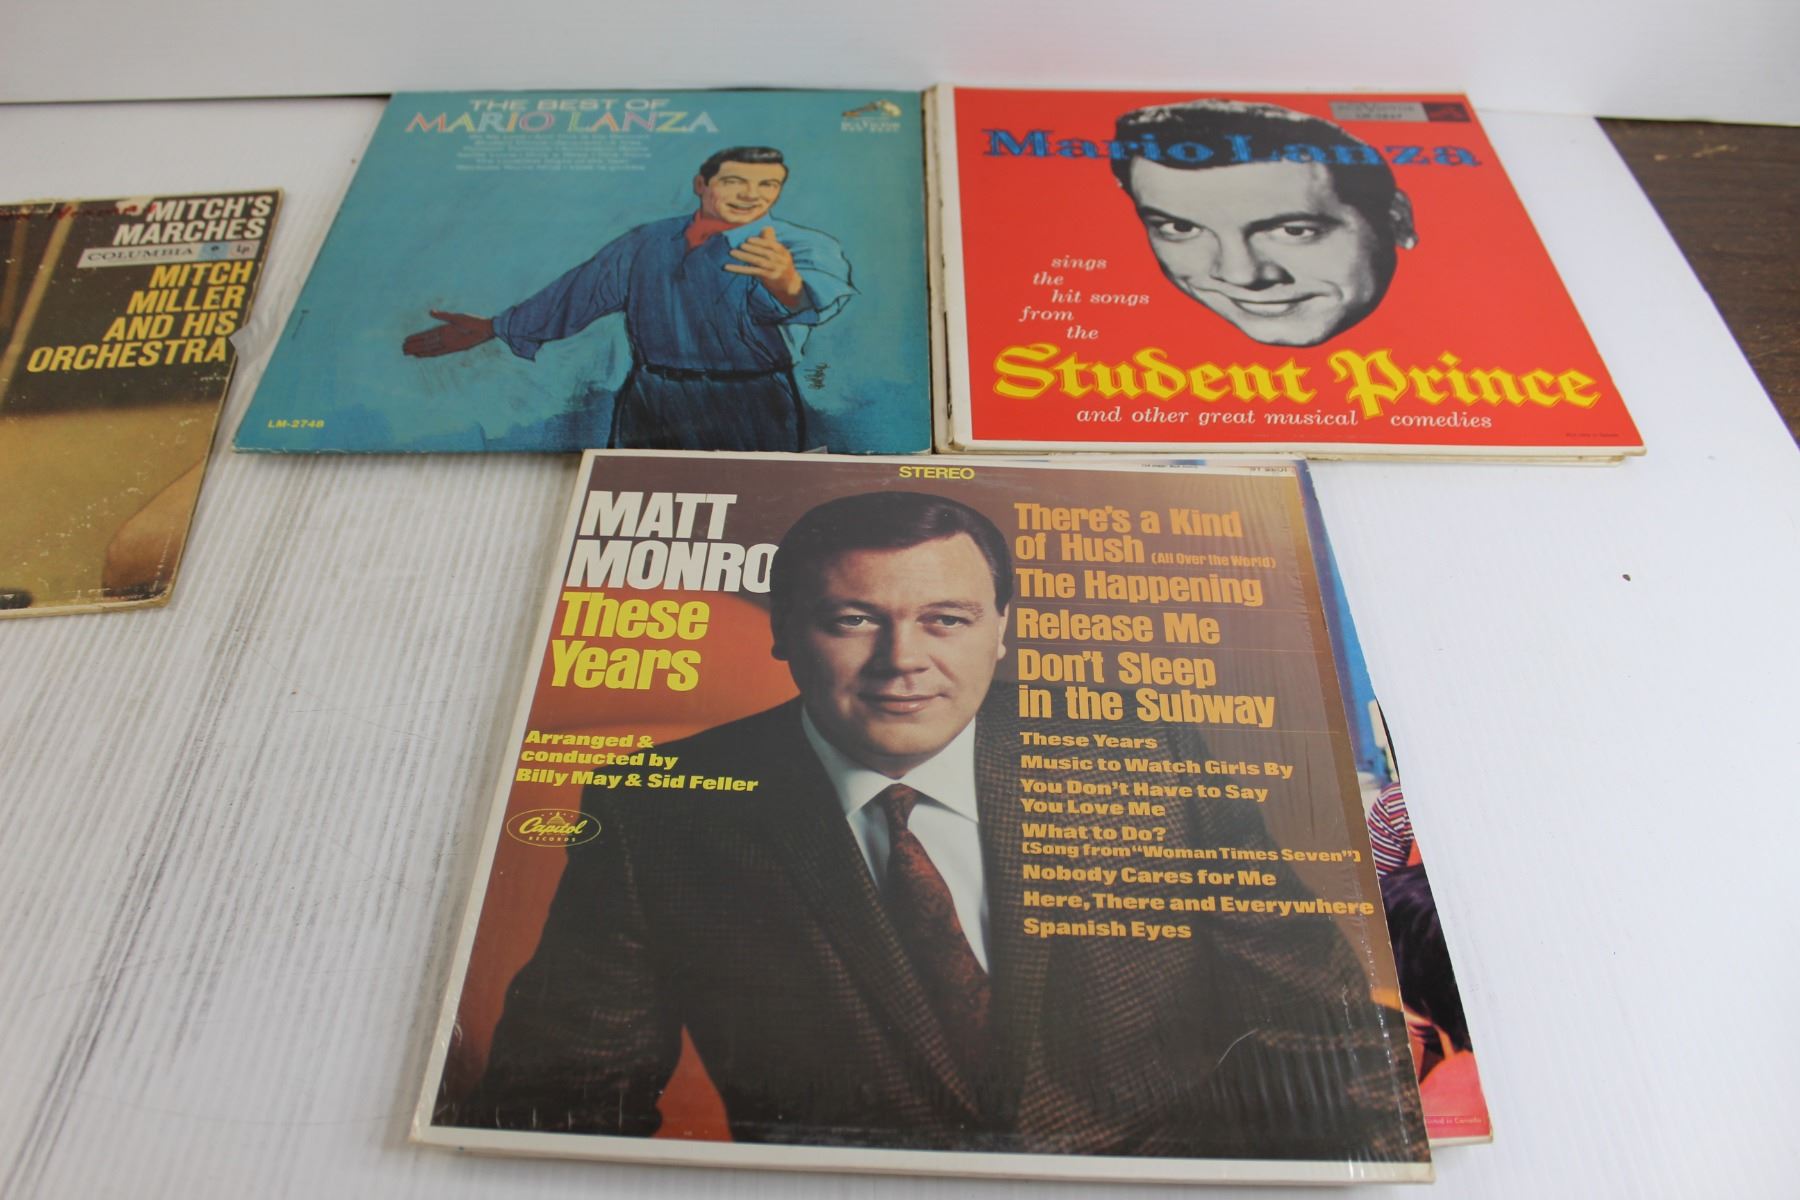 MITCH'S
MARCHES
COLUMBIA Lp
MITCH
MILLER
AND HIS
ORCHESTRA
THE BEST OF
MARIO LANZA
LM-2748
Mario Lanza
sings
the
hit songs
from
the
Student Prince
and other great musical comedies
STEREO
MATT
MONRO
These
Years
Arranged &
conducted by
Billy May & Sid Feller
Capitol
RECORDS
There's a Kind
of Hush (All Over the World)
The Happening
Release Me
Don't Sleep
in the Subway
These Years
Music to Watch Girls By
You Don't Have to Say
You Love Me
What to Do?
(Song from "Woman Times Seven")
Nobody Cares for Me
Here, There and Everywhere
Spanish Eyes
in Canada